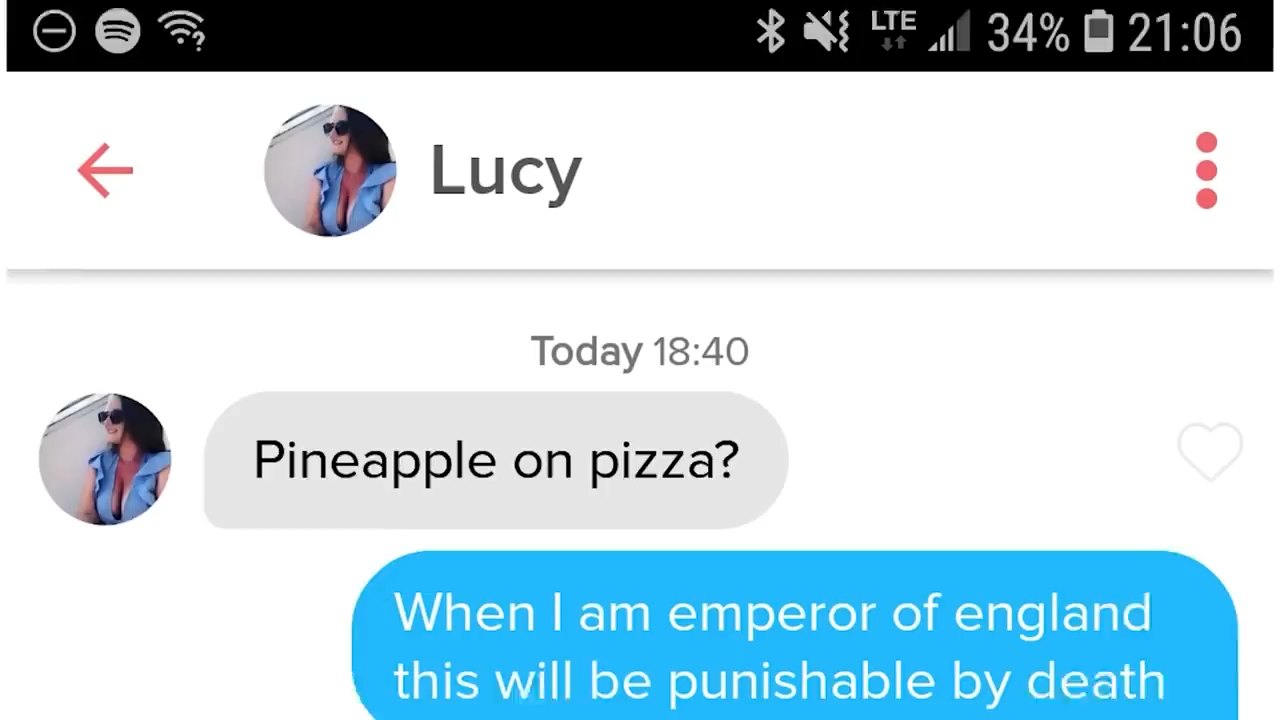 LTE 34% 21:06
Lucy
Today 18:40
Pineapple on pizza?
When I am emperor of england
this will be punishable by death